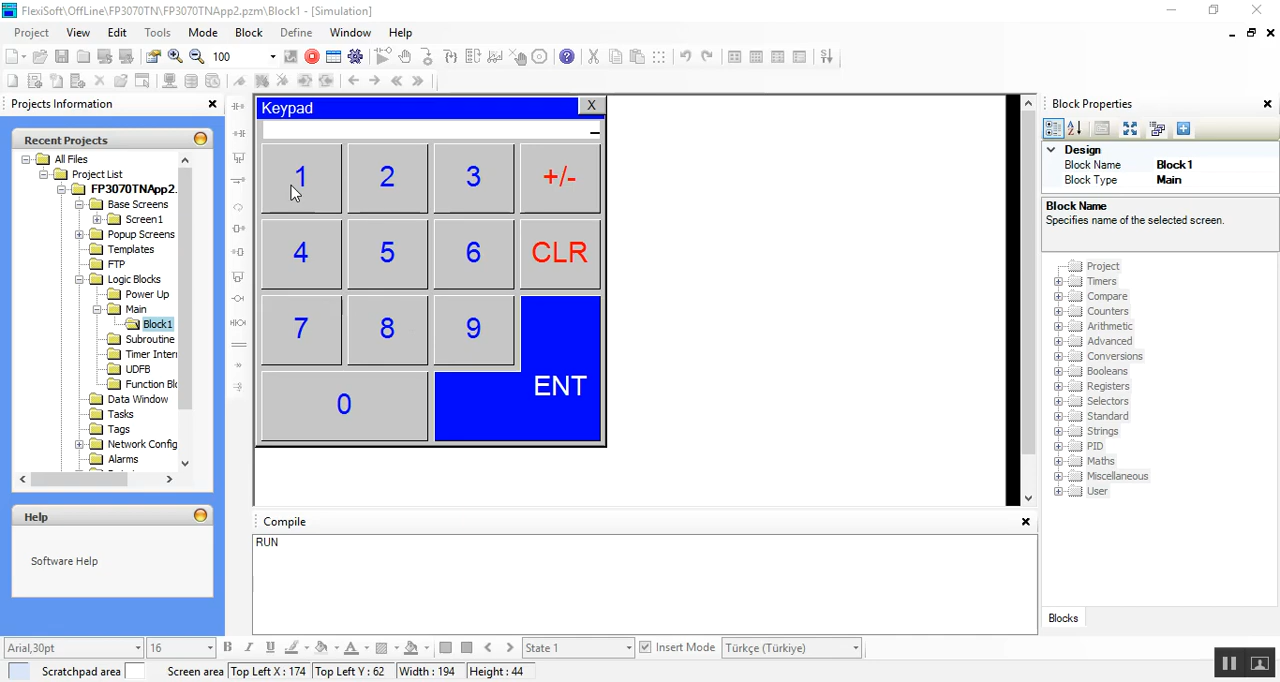 FlexiSoft\OffLine\FP3070TN\FP3070TNApp2.pzm\Block1 - [Simulation]
Project View Edit Tools Mode Block Define Window Help
100
Projects Information
Recent Projects
All Files
Project List
FP3070TNApp2.
Base Screens
Screen1
Popup Screens
Templates
FTP
Logic Blocks
Power Up
Main
Block1
Subroutine
Timer Inter
UDFB
Function Blo
Data Window
Tasks
Tags
Network Config
Alarms
Help
Software Help
Keypad X
1 2 3 +/-
4 5 6 CLR
7 8 9
0 ENT
Compile
RUN
Block Properties
Design
Block Name Block1
Block Type Main
Block Name
Specifies name of the selected screen.
Project
Timers
Compare
Counters
Arithmetic
Advanced
Conversions
Booleans
Registers
Selectors
Standard
Strings
PID
Maths
Miscellaneous
User
Blocks
Arial,30pt 16 B I U A State 1 Insert Mode Türkçe (Türkiye)
Scratchpad area Screen area Top Left X : 174 Top Left Y : 62 Width : 194 Height : 44